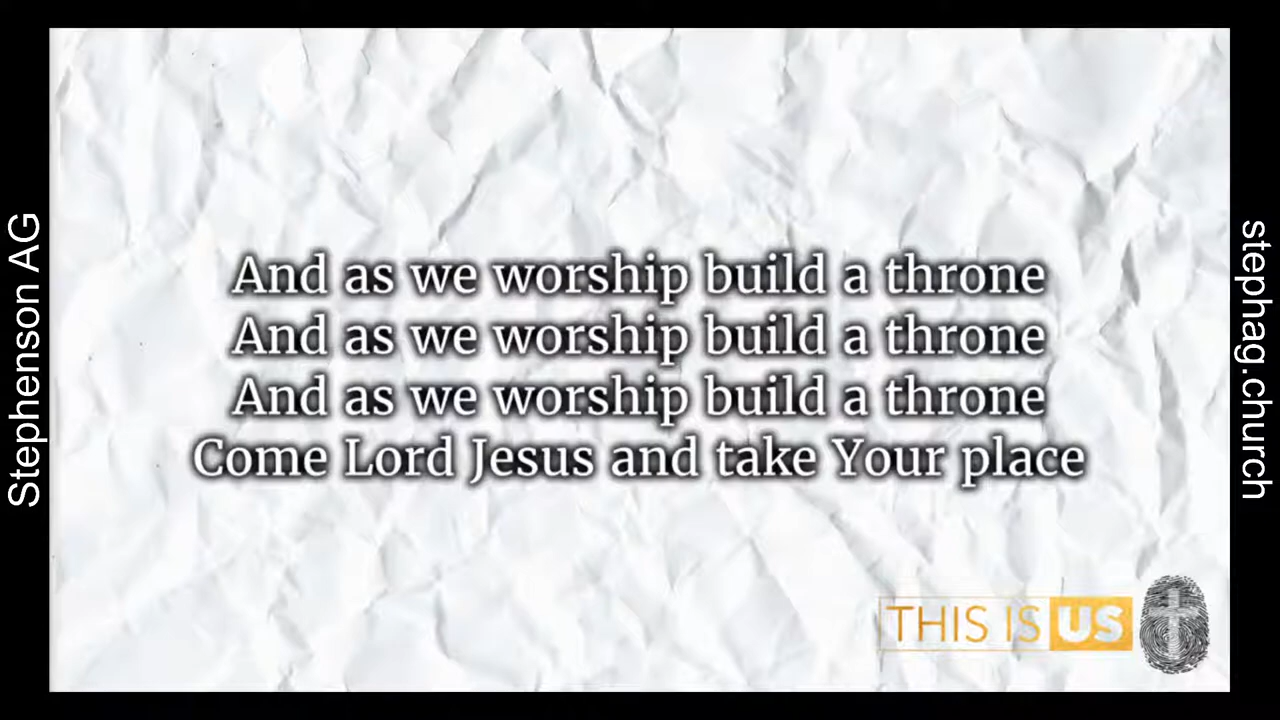 Stephenson AG
And as we worship build a throne
And as we worship build a throne
And as we worship build a throne
Come Lord Jesus and take Your place
THIS IS US
stephag.church